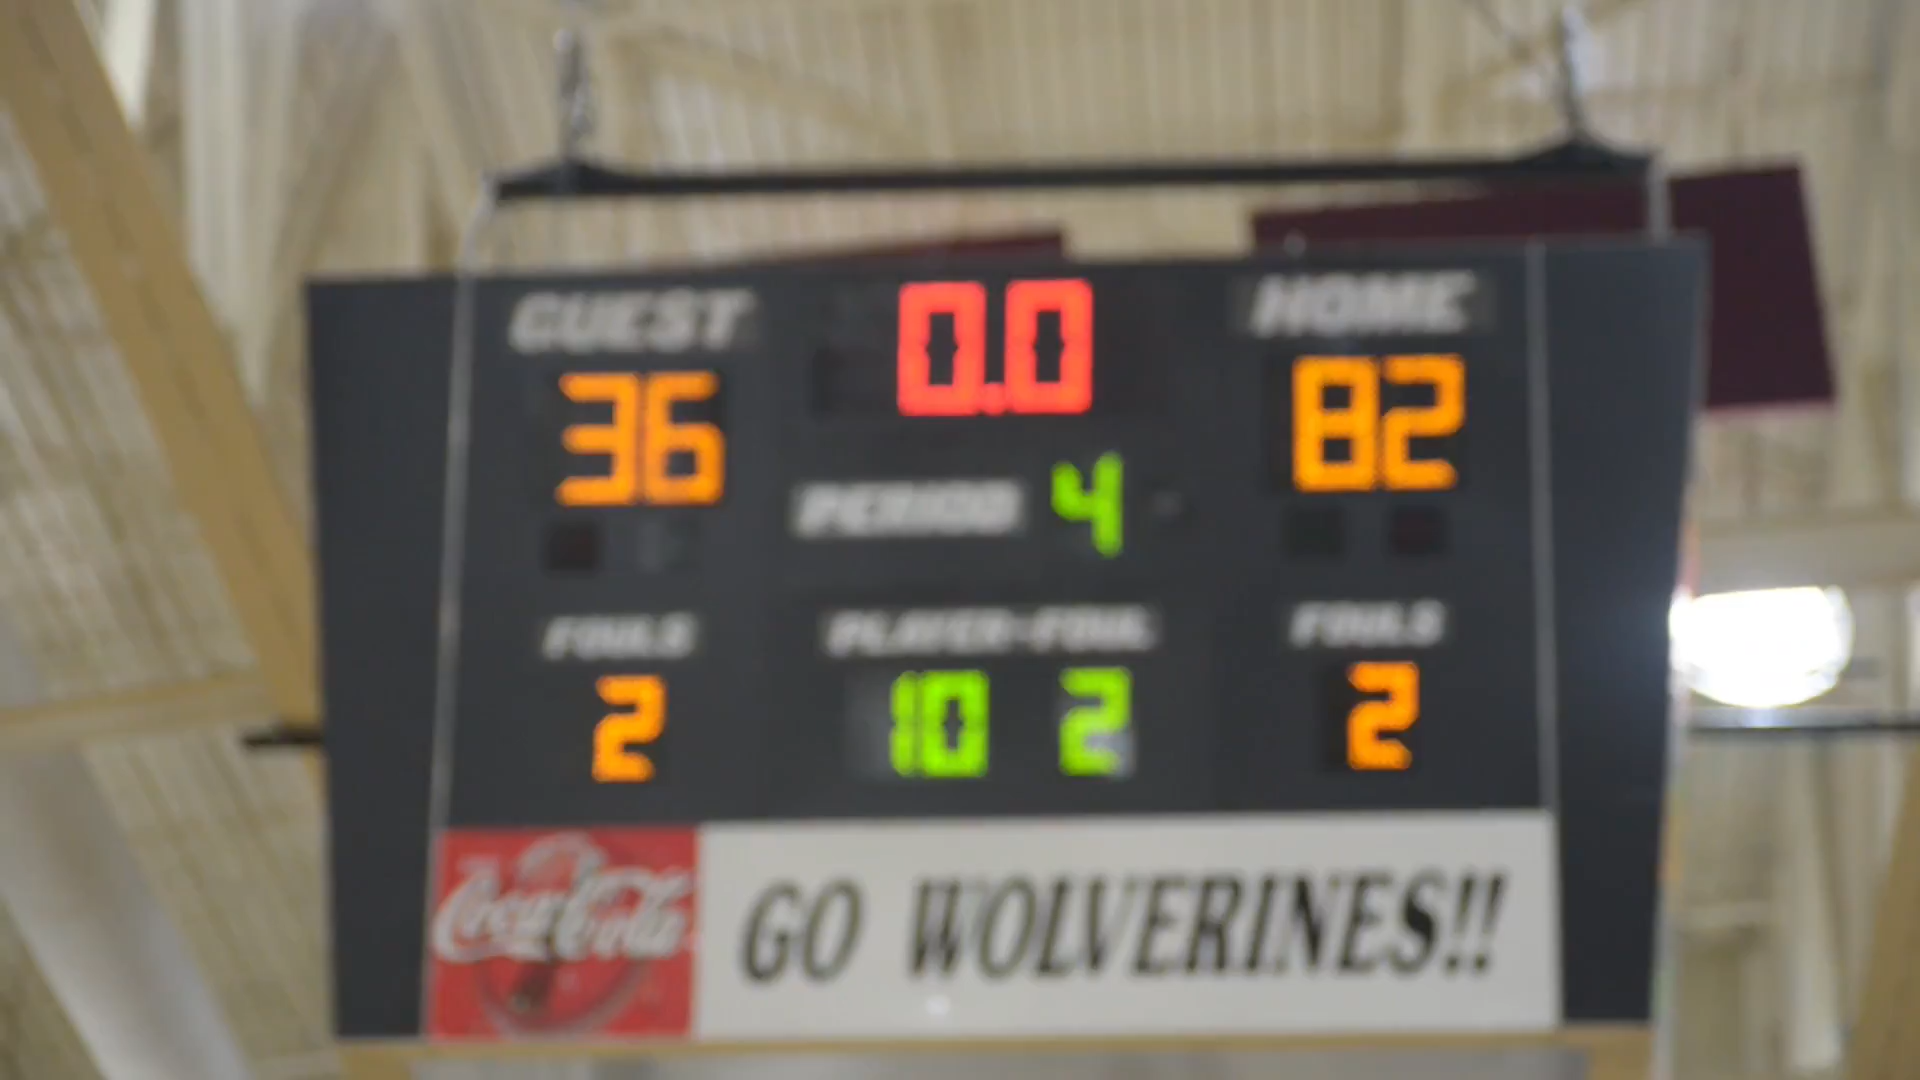 GUEST 0.0 HOME
36 82
PERIOD 4
FOULS PLAYER-FOUL FOULS
2 10 2 2
Coca-Cola GO WOLVERINES!!